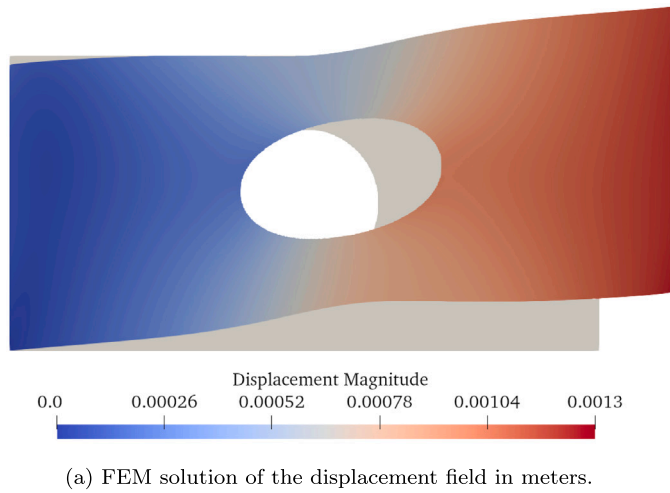 Displacement Magnitude
0.0 0.00026 0.00052 0.00078 0.00104 0.0013
(a) FEM solution of the displacement field in meters.